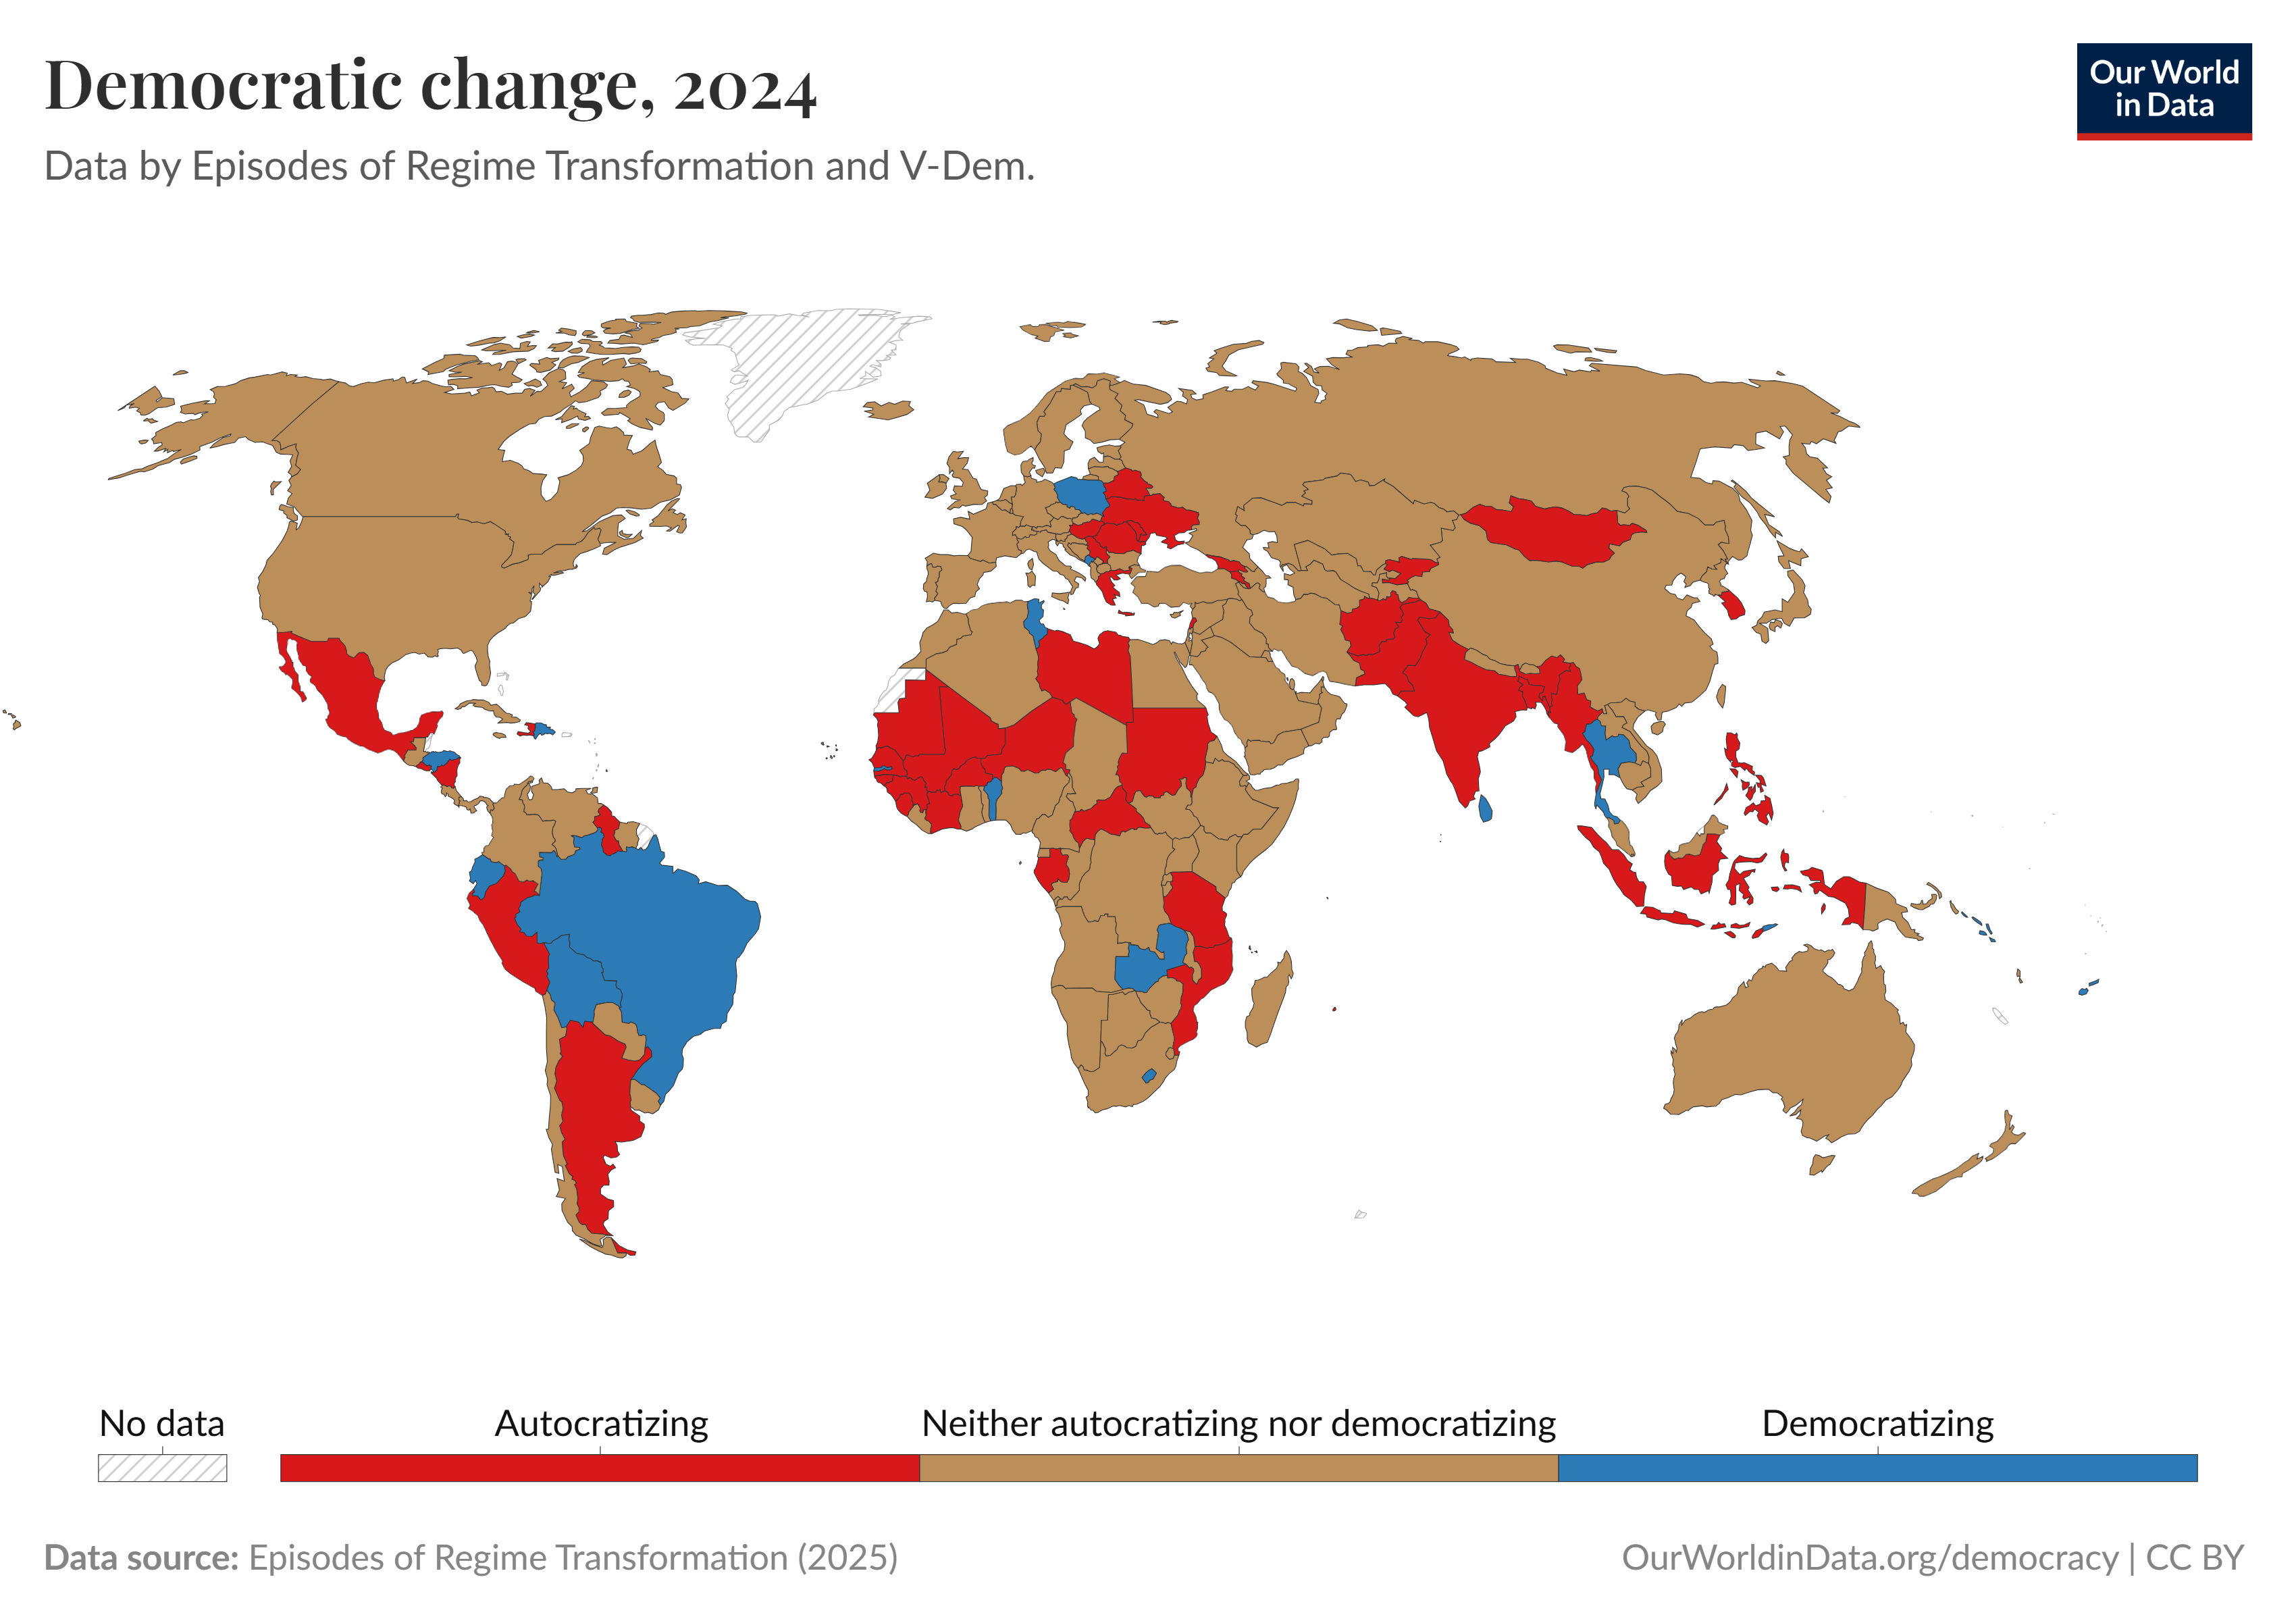 Democratic change, 2024
Data by Episodes of Regime Transformation and V-Dem.
Our World
in Data
No data
Autocratizing
Neither autocratizing nor democratizing
Democratizing
Data source: Episodes of Regime Transformation (2025)
OurWorldinData.org/democracy | CC BY